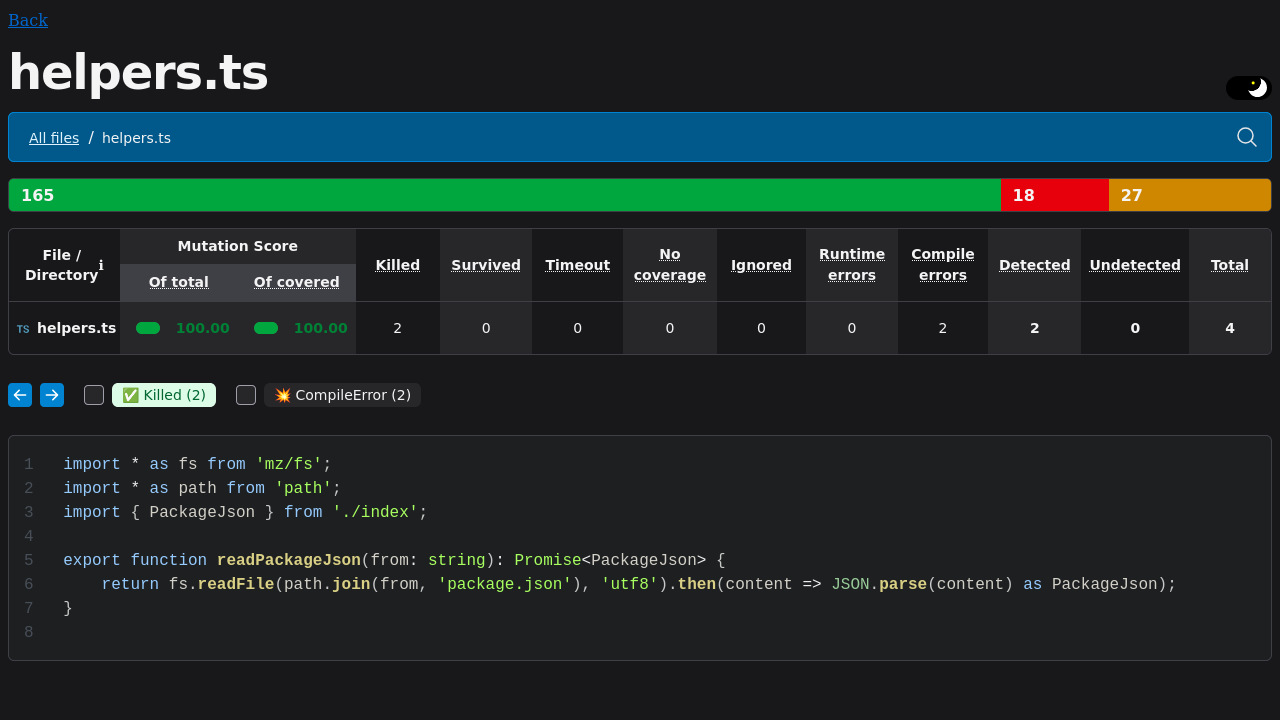 Back
helpers.ts
All files / helpers.ts
165 18 27
File / Directory ℹ Mutation Score Killed Survived Timeout No coverage Ignored Runtime errors Compile errors Detected Undetected Total
Of total Of covered
TS helpers.ts 100.00 100.00 2 0 0 0 0 0 2 2 0 4
✅ Killed (2) 💥 CompileError (2)
1 import * as fs from 'mz/fs';
2 import * as path from 'path';
3 import { PackageJson } from './index';
4
5 export function readPackageJson(from: string): Promise<PackageJson> {
6     return fs.readFile(path.join(from, 'package.json'), 'utf8').then(content => JSON.parse(content) as PackageJson);
7 }
8